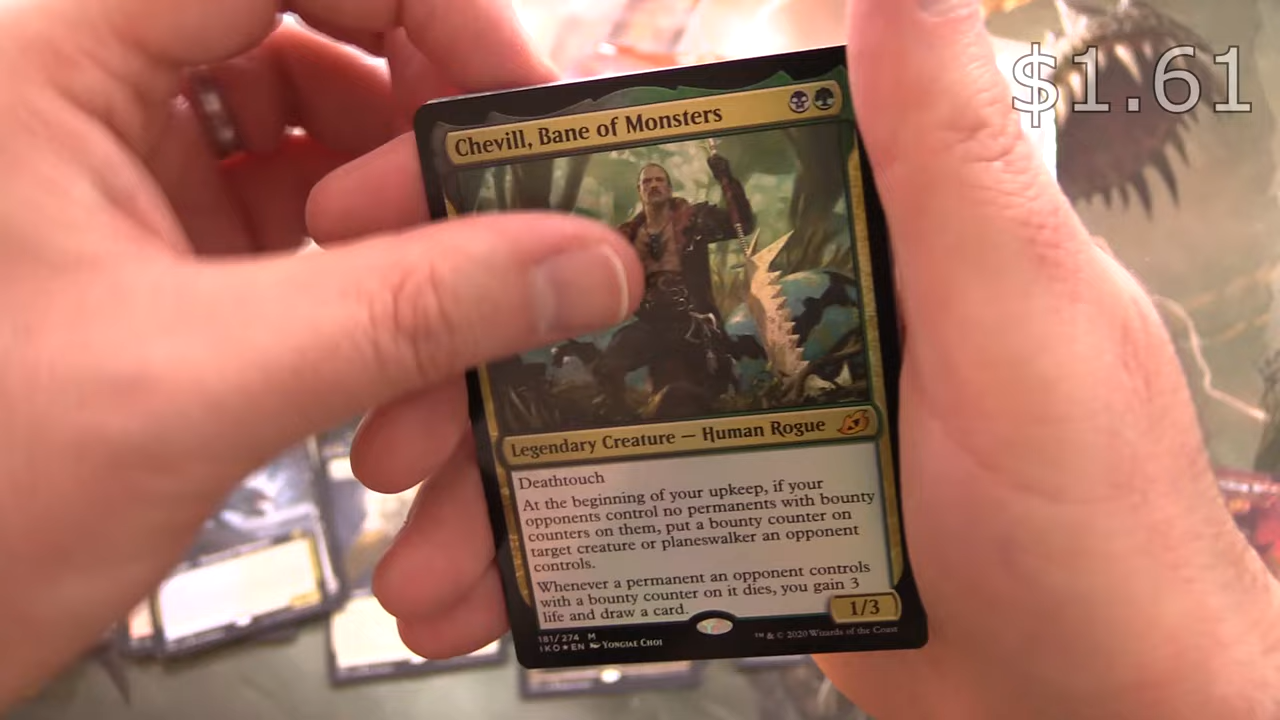 $1.61
Chevill, Bane of Monsters
Legendary Creature — Human Rogue
Deathtouch
At the beginning of your upkeep, if your
opponents control no permanents with bounty
counters on them, put a bounty counter on
target creature or planeswalker an opponent
controls.
Whenever a permanent an opponent controls
with a bounty counter on it dies, you gain 3
life and draw a card.
1/3
181/274 M
IKO★EN Yongjae Choi
™ & © 2020 Wizards of the Coast